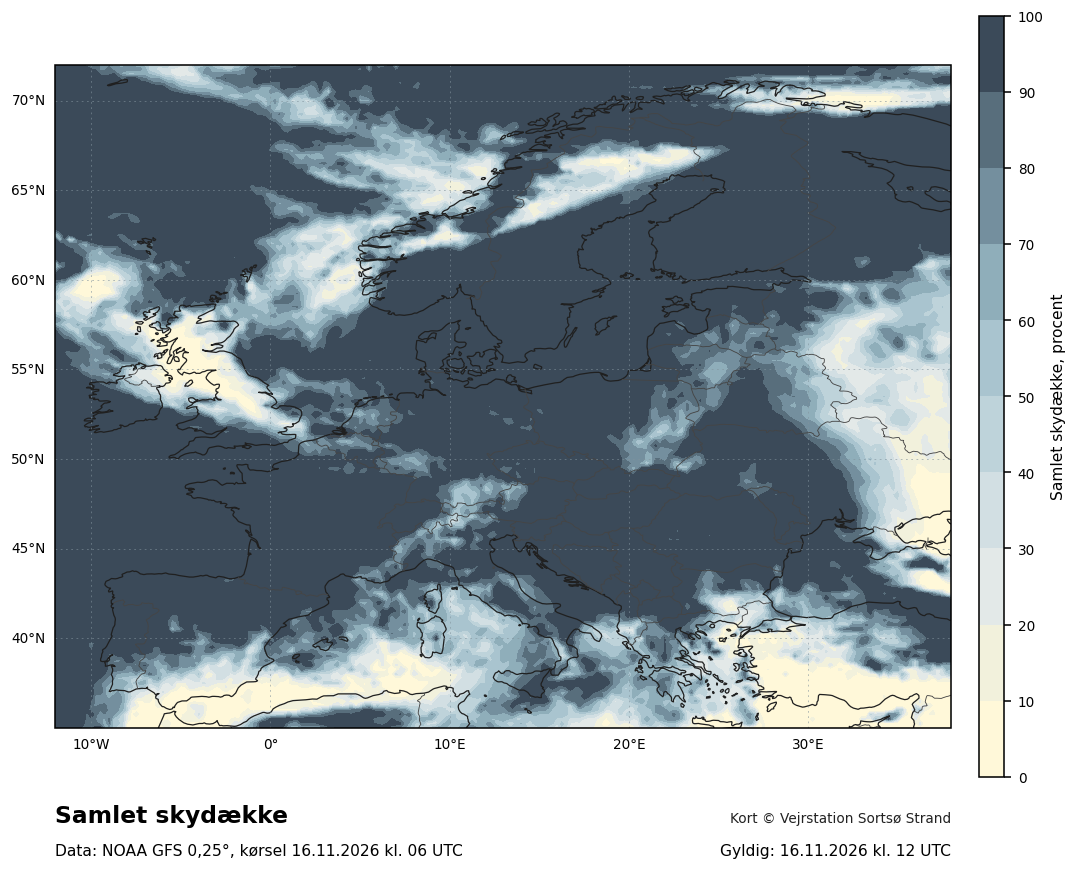 100
90
80
70
60
50
40
30
20
10
0
Samlet skydække, procent
70°N
65°N
60°N
55°N
50°N
45°N
40°N
10°W
0°
10°E
20°E
30°E
Samlet skydække
Kort © Vejrstation Sortsø Strand
Data: NOAA GFS 0,25°, kørsel 16.11.2026 kl. 06 UTC
Gyldig: 16.11.2026 kl. 12 UTC